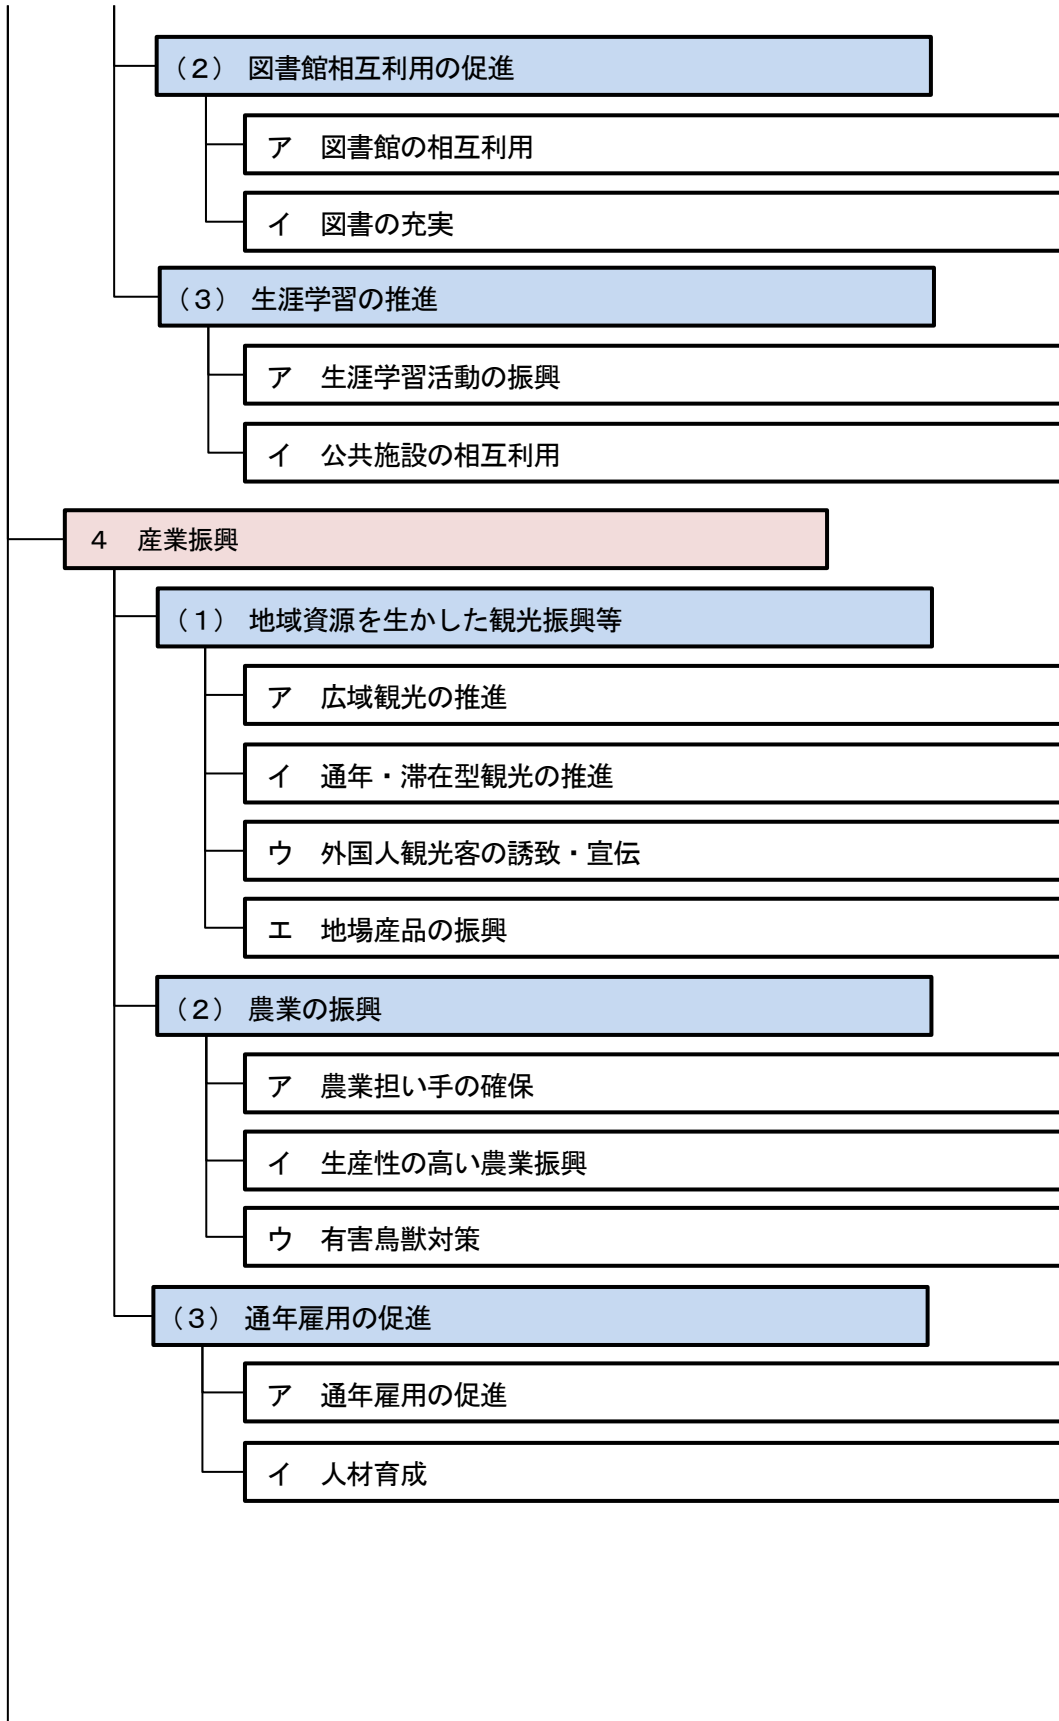 （２） 図書館相互利用の促進
ア　図書館の相互利用
イ　図書の充実
（３） 生涯学習の推進
ア　生涯学習活動の振興
イ　公共施設の相互利用
４　産業振興
（１） 地域資源を生かした観光振興等
ア　広域観光の推進
イ　通年・滞在型観光の推進
ウ　外国人観光客の誘致・宣伝
エ　地場産品の振興
（２） 農業の振興
ア　農業担い手の確保
イ　生産性の高い農業振興
ウ　有害鳥獣対策
（３） 通年雇用の促進
ア　通年雇用の促進
イ　人材育成